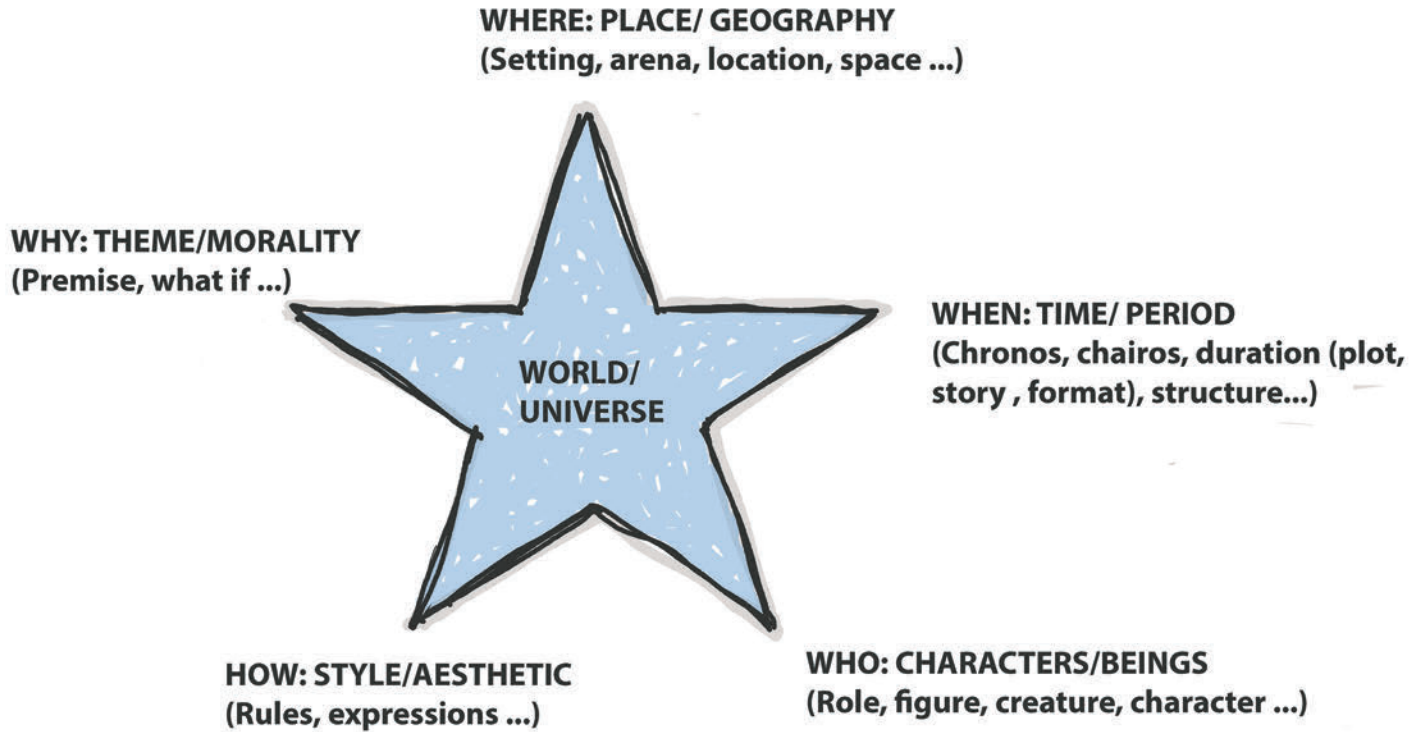 WHERE: PLACE/ GEOGRAPHY
(Setting, arena, location, space ...)
WHY: THEME/MORALITY
(Premise, what if ...)
WHEN: TIME/ PERIOD
(Chronos, chairos, duration (plot,
story , format), structure...)
WORLD/
UNIVERSE
HOW: STYLE/AESTHETIC
(Rules, expressions ...)
WHO: CHARACTERS/BEINGS
(Role, figure, creature, character ...)